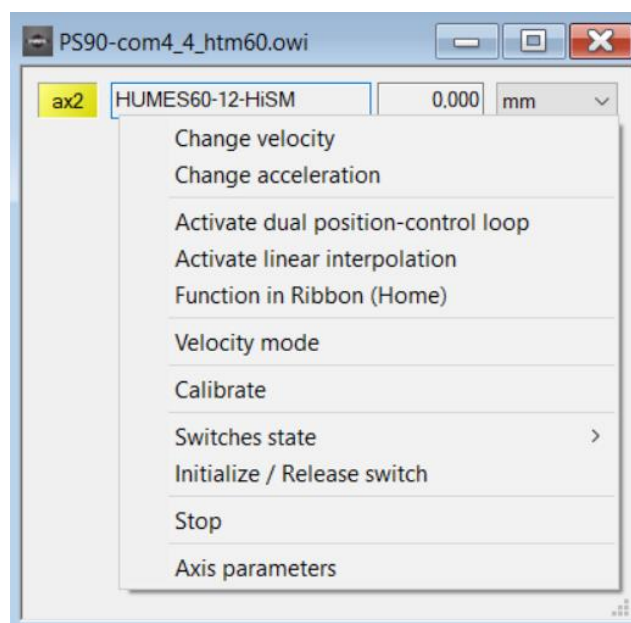 PS90-com4_4_htm60.owi
ax2 HUMES60-12-HiSM 0.000 mm
Change velocity
Change acceleration
Activate dual position-control loop
Activate linear interpolation
Function in Ribbon (Home)
Velocity mode
Calibrate
Switches state
Initialize / Release switch
Stop
Axis parameters